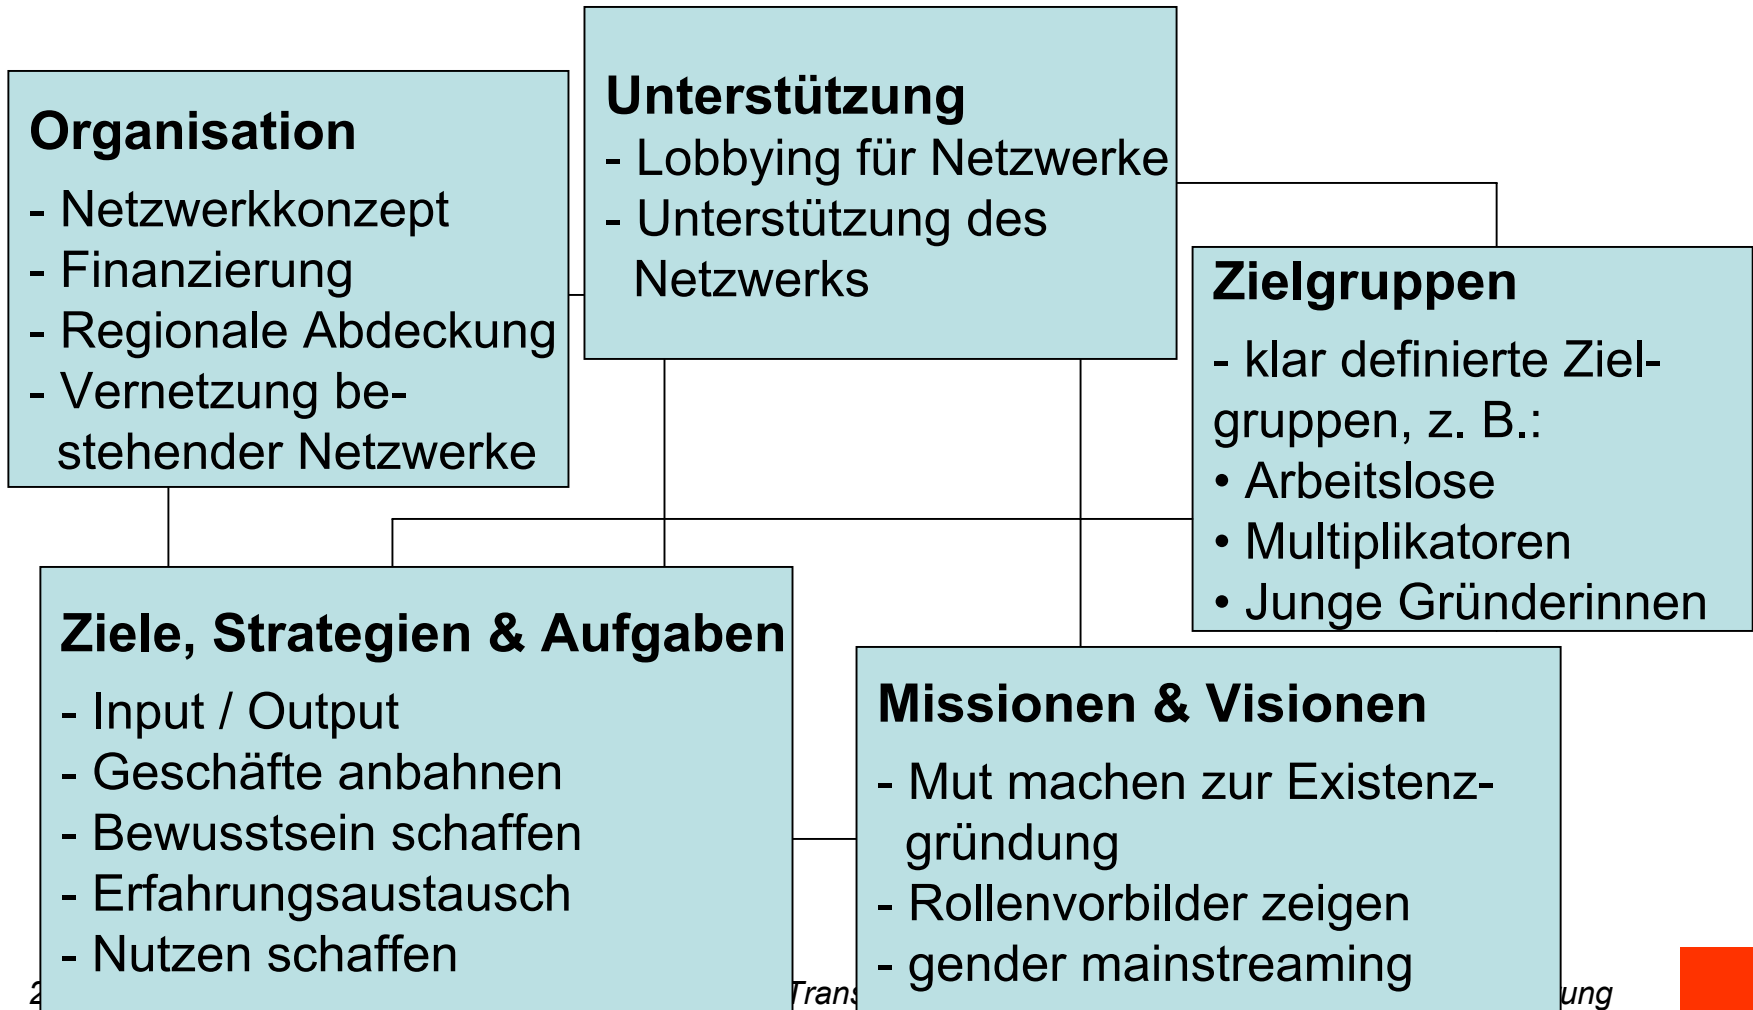 Organisation
- Netzwerkkonzept
- Finanzierung
- Regionale Abdeckung
- Vernetzung be-
stehender Netzwerke
Unterstützung
- Lobbying für Netzwerke
- Unterstützung des
Netzwerks
Zielgruppen
- klar definierte Ziel-
gruppen, z. B.:
• Arbeitslose
• Multiplikatoren
• Junge Gründerinnen
Ziele, Strategien & Aufgaben
- Input / Output
- Geschäfte anbahnen
- Bewusstsein schaffen
- Erfahrungsaustausch
- Nutzen schaffen
Missionen & Visionen
- Mut machen zur Existenz-
gründung
- Rollenvorbilder zeigen
- gender mainstreaming